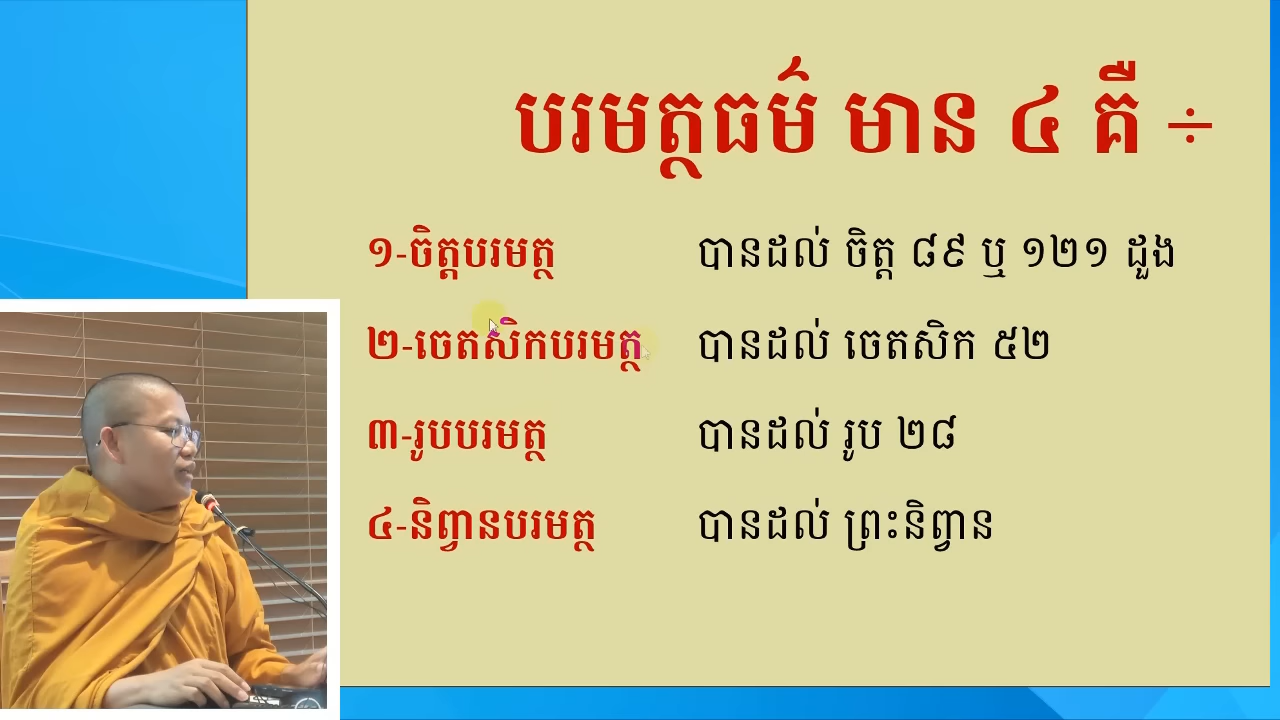 បរមត្ថធម៌ មាន ៤ គឺ ÷
១-ចិត្តបរមត្ថ បានដល់ ចិត្ត ៨៩ ឬ ១២១ ដួង
២-ចេតសិកបរមត្ថ បានដល់ ចេតសិក ៥២
៣-រូបបរមត្ថ បានដល់ រូប ២៨
៤-និព្វានបរមត្ថ បានដល់ ព្រះនិព្វាន